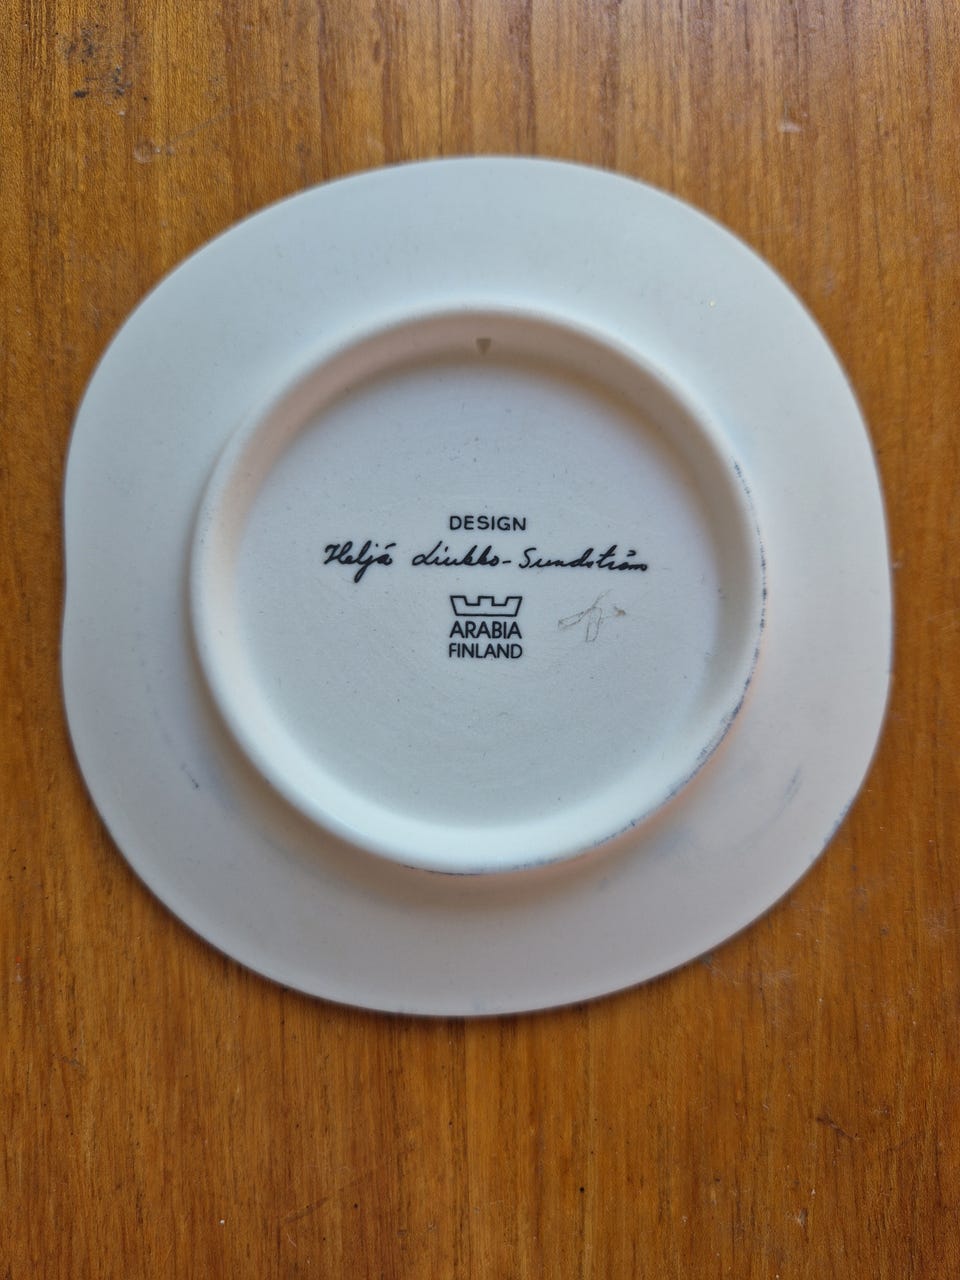 DESIGN
Heljä Liukko-Sundström
ARABIA
FINLAND